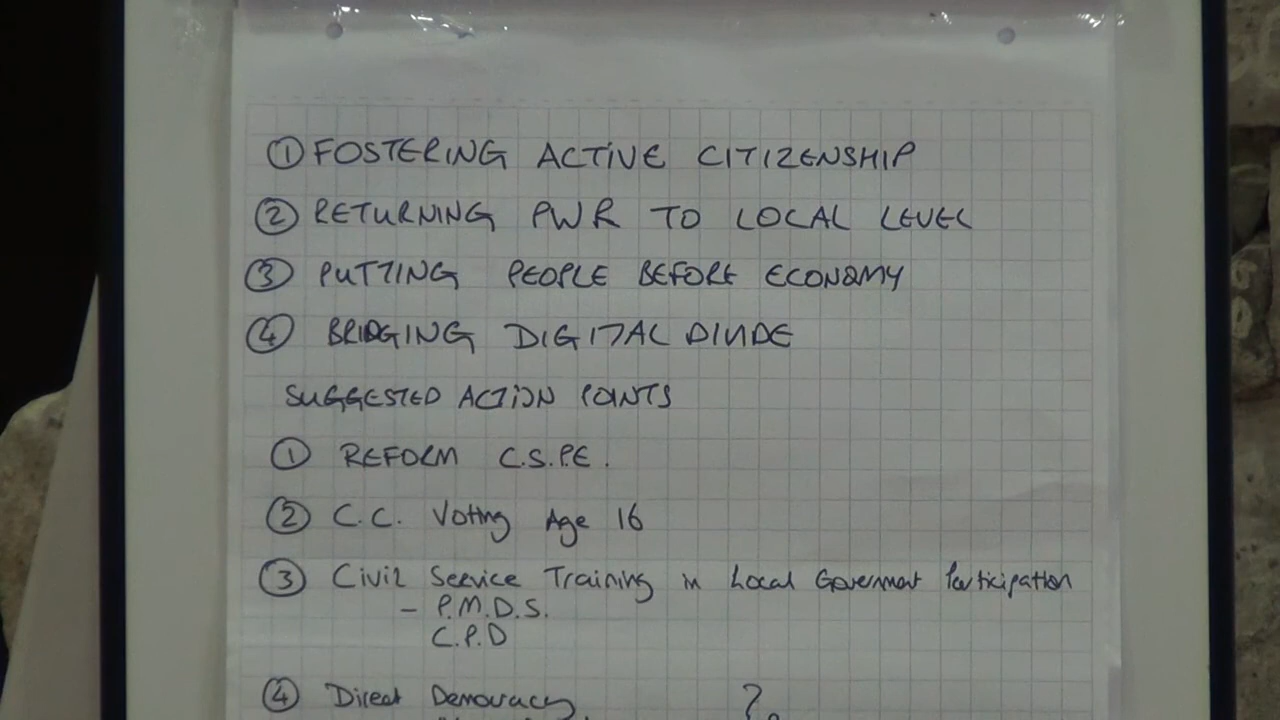 ① FOSTERING ACTIVE CITIZENSHIP
② RETURNING PWR TO LOCAL LEVEL
③ PUTTING PEOPLE BEFORE ECONOMY
④ BRIDGING DIGITAL DIVIDE
SUGGESTED ACTION POINTS
① REFORM C.S.P.E.
② C.C. Voting Age 16
③ Civil Service Training in Local Government Participation
- P.M.D.S.
C.P.D
④ Direct Democracy ?